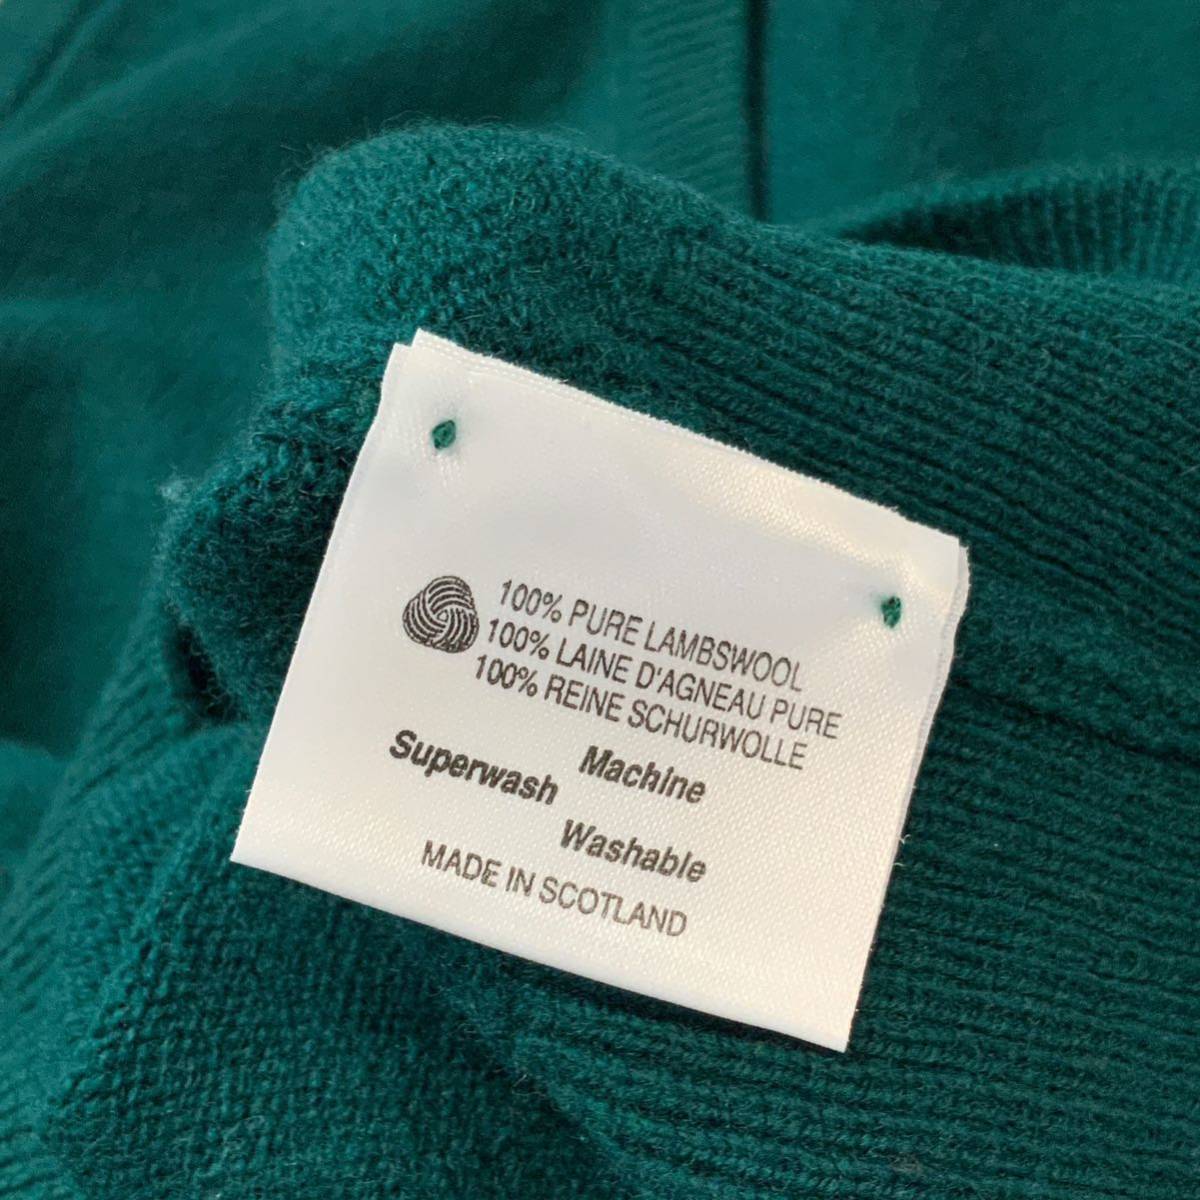 100% PURE LAMBSWOOL
100% LAINE D'AGNEAU PURE
100% REINE SCHURWOLLE
Superwash Machine
Washable
MADE IN SCOTLAND